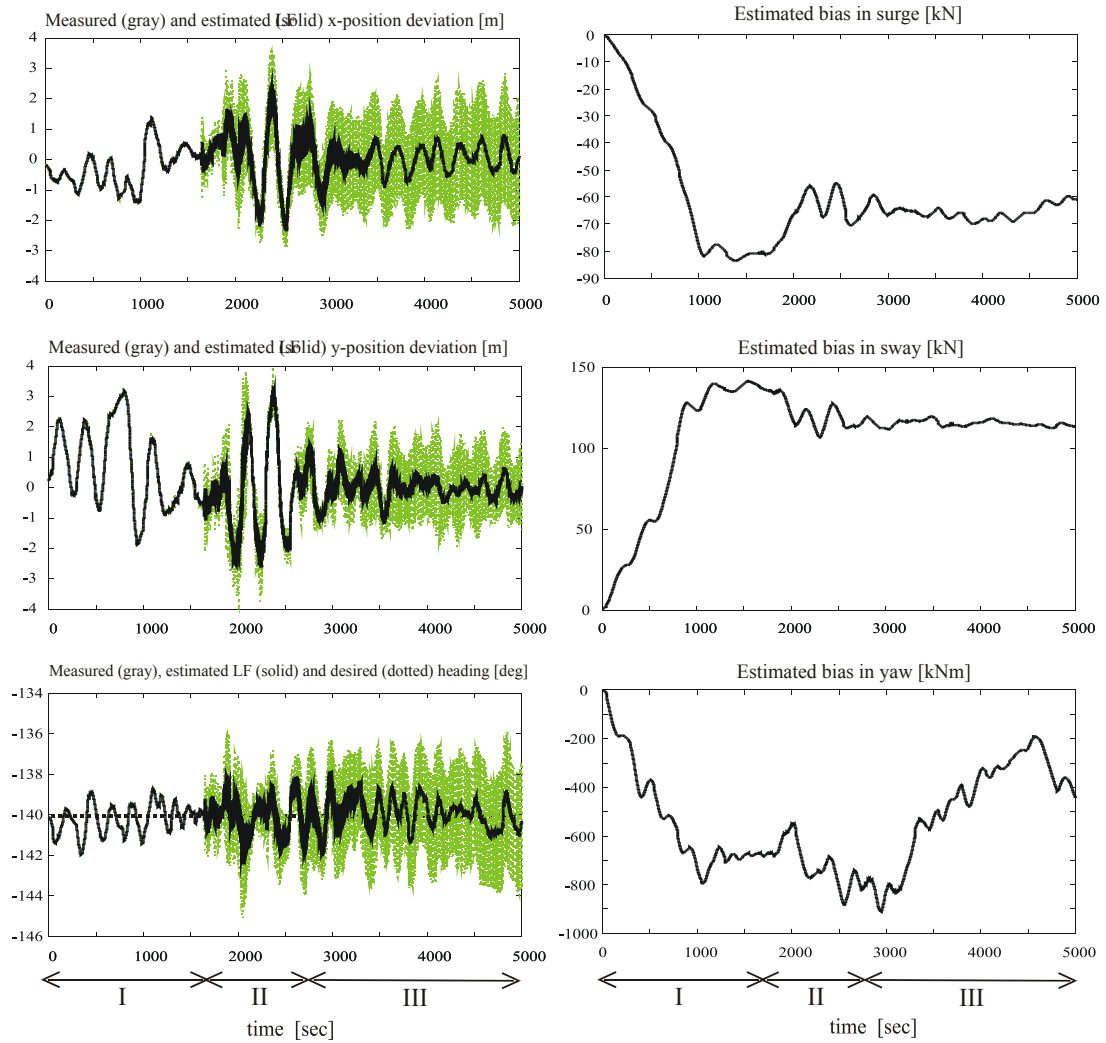 Measured (gray) and estimated LF (solid) x-position deviation [m]
4
3
2
1
0
-1
-2
-3
-4
0 1000 2000 3000 4000 5000
Estimated bias in surge [kN]
0
-10
-20
-30
-40
-50
-60
-70
-80
-90
0 1000 2000 3000 4000 5000
Measured (gray) and estimated LF (solid) y-position deviation [m]
4
3
2
1
0
-1
-2
-3
-4
0 1000 2000 3000 4000 5000
Estimated bias in sway [kN]
150
100
50
0
0 1000 2000 3000 4000 5000
Measured (gray), estimated LF (solid) and desired (dotted) heading [deg]
-134
-136
-138
-140
-142
-144
-146
0 1000 2000 3000 4000 5000
I II III
time [sec]
Estimated bias in yaw [kNm]
0
-200
-400
-600
-800
-1000
0 1000 2000 3000 4000 5000
I II III
time [sec]